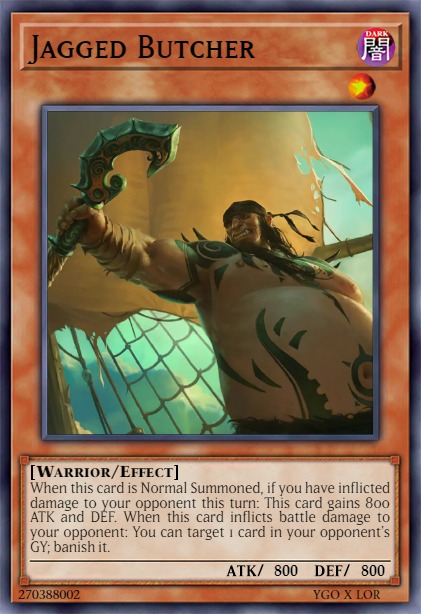 Jagged Butcher
DARK
闇
[Warrior/Effect]
When this card is Normal Summoned, if you have inflicted
damage to your opponent this turn: This card gains 800
ATK and DEF. When this card inflicts battle damage to
your opponent: You can target 1 card in your opponent's
GY; banish it.
ATK/ 800 DEF/ 800
270388002 YGO X LOR